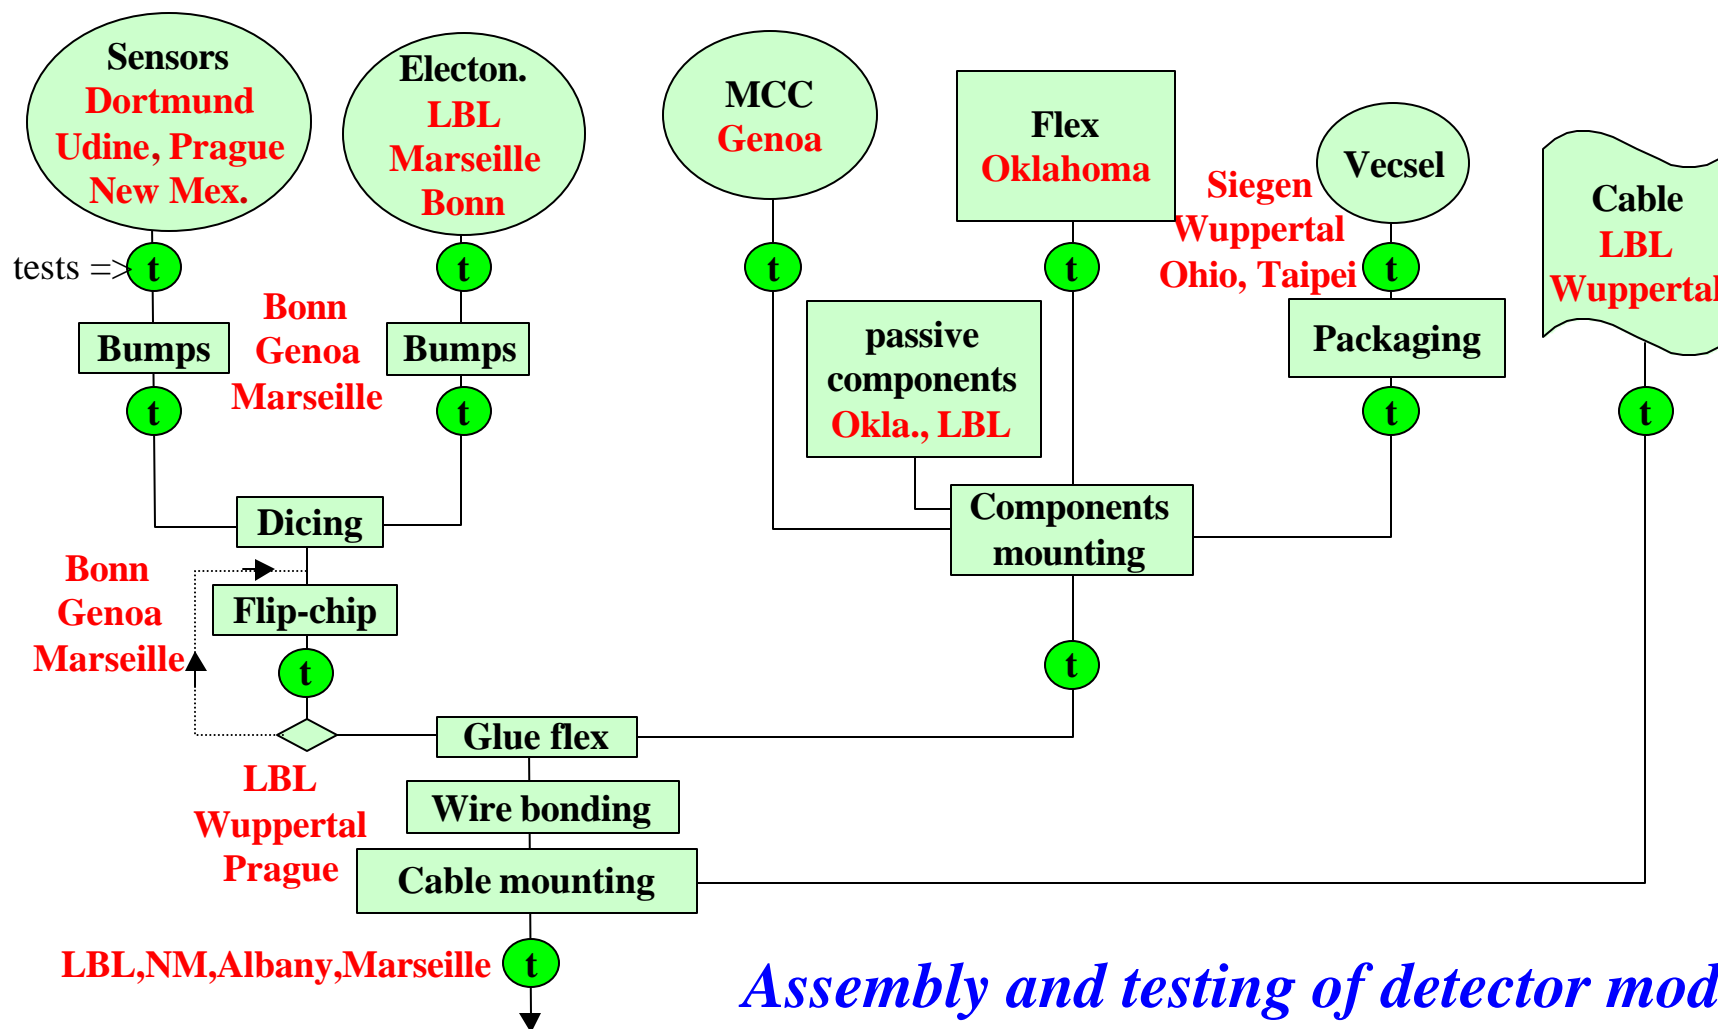 Sensors
Dortmund
Udine, Prague
New Mex.
Electon.
LBL
Marseille
Bonn
MCC
Genoa
Flex
Oklahoma
Siegen
Wuppertal
Ohio, Taipei
Vecsel
Cable
LBL
Wuppertal
tests =>
t
t
t
t
t
Bumps
Bonn
Genoa
Marseille
Bumps
passive
components
Okla., LBL
Packaging
t
t
t
t
Dicing
Components
mounting
Bonn
Genoa
Marseille
Flip-chip
t
t
Glue flex
LBL
Wuppertal
Prague
Wire bonding
Cable mounting
LBL,NM,Albany,Marseille
t
Assembly and testing of detector mod